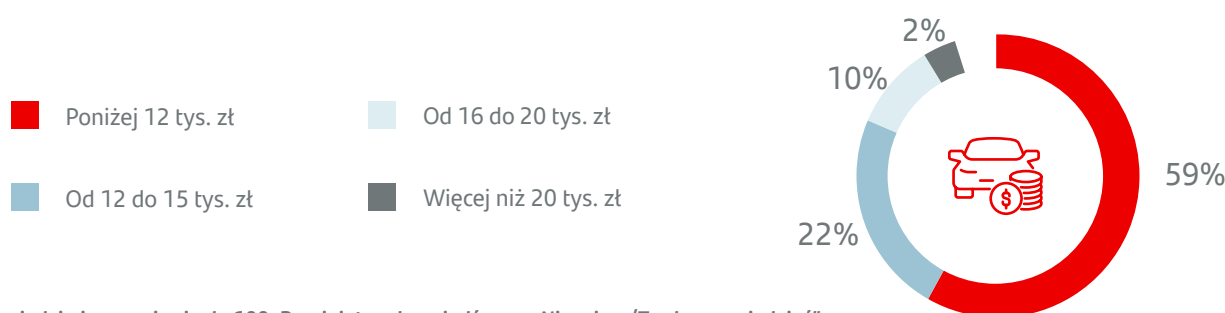 Poniżej 12 tys. zł
Od 16 do 20 tys. zł
Od 12 do 15 tys. zł
Więcej niż 20 tys. zł
2%
10%
22%
59%
$